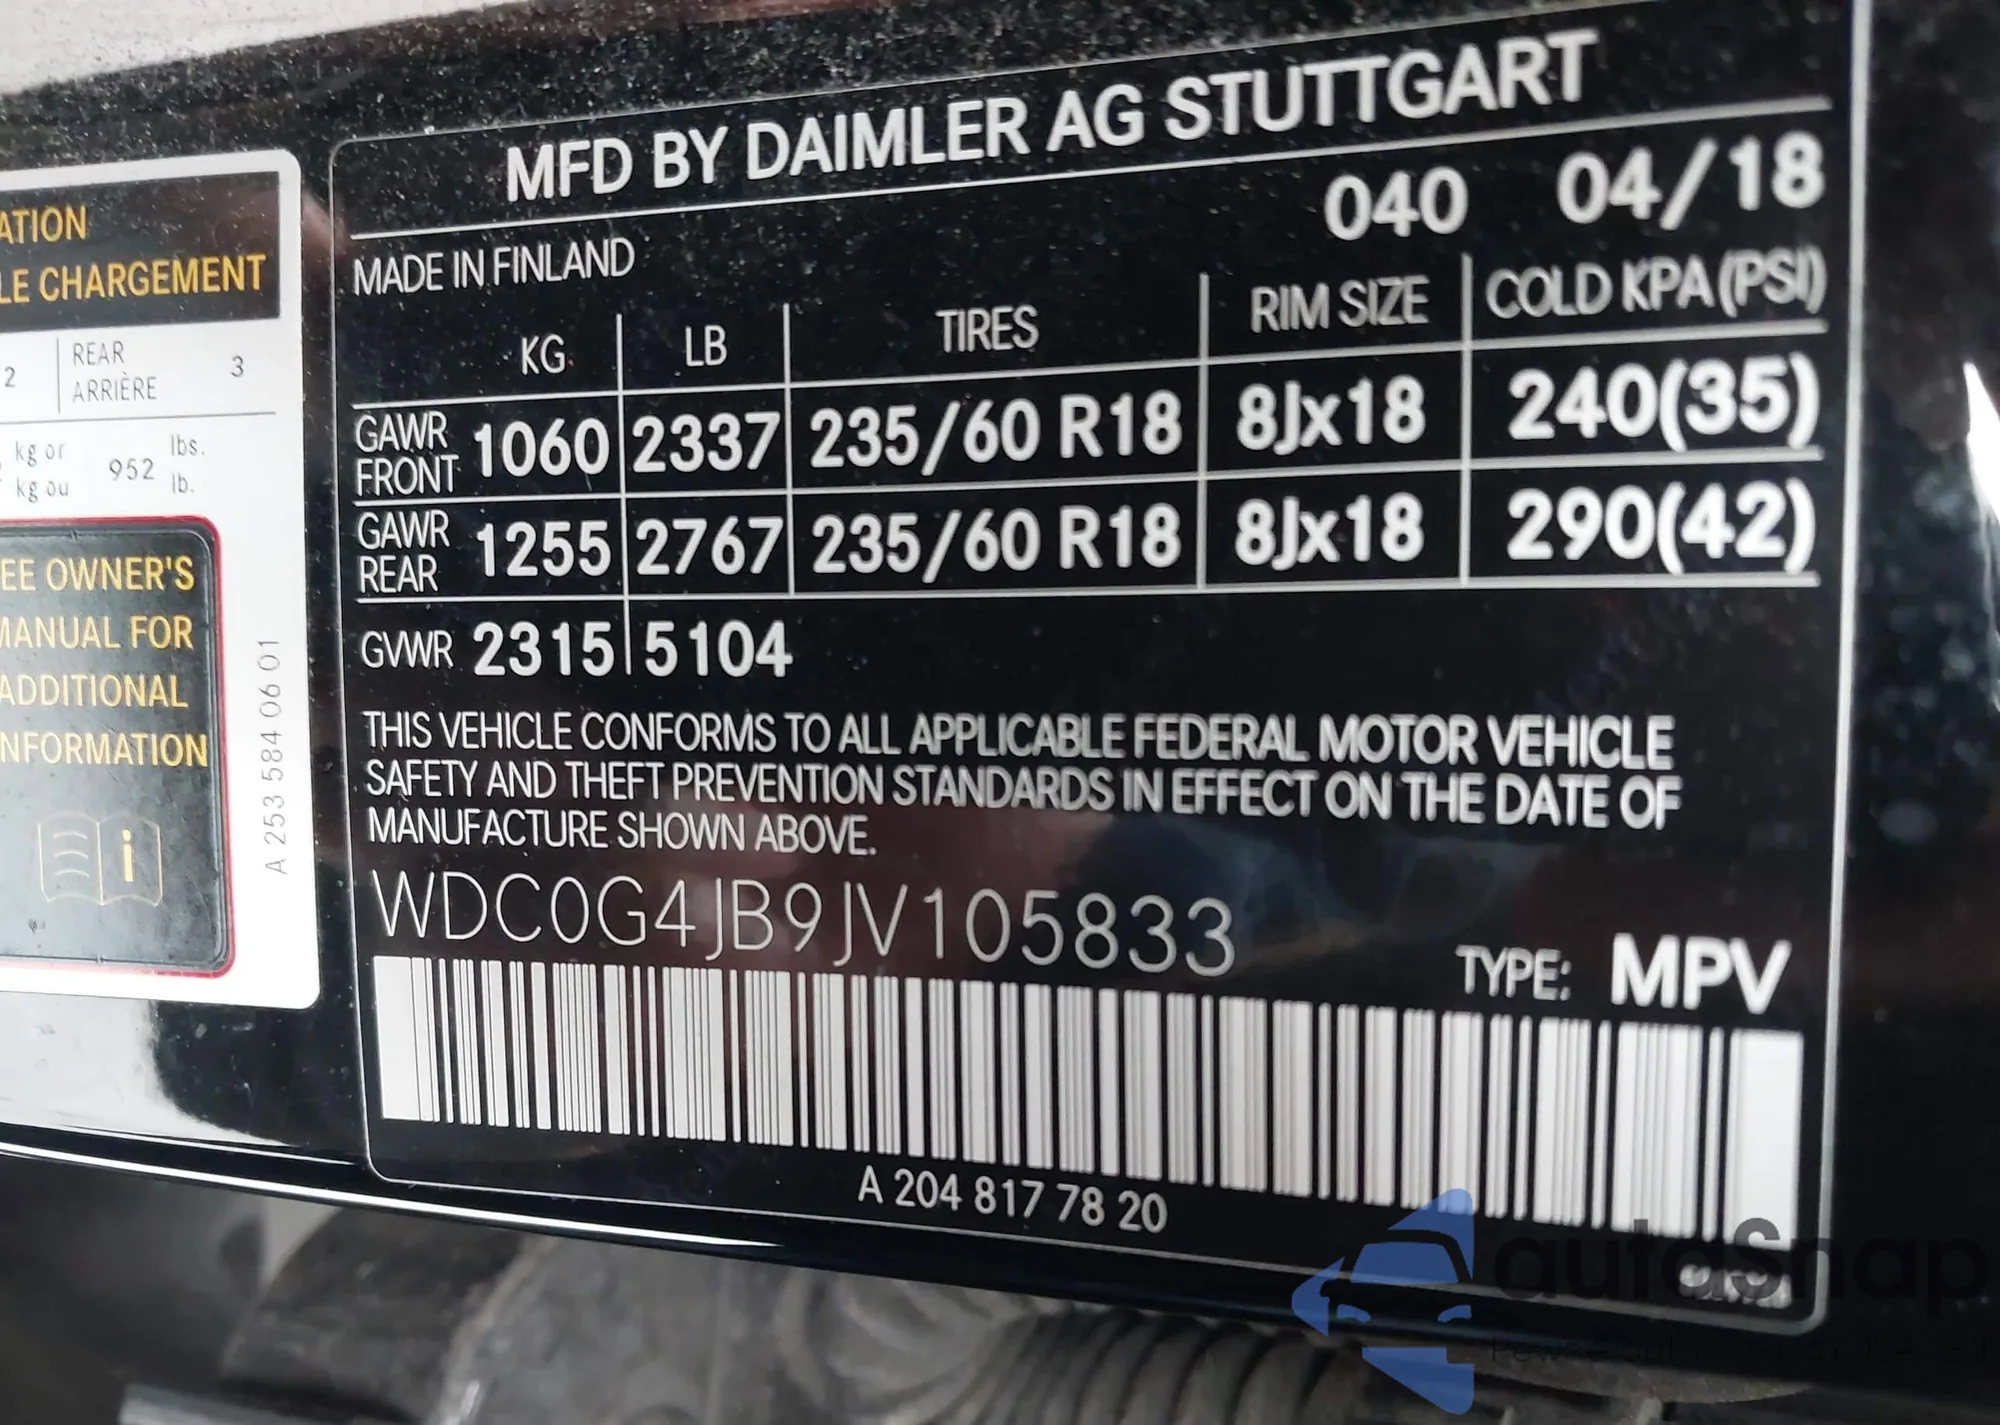 ATION
LE CHARGEMENT
2 REAR ARRIÈRE 3
kg or
kg ou
952
lbs.
lb.
EE OWNER'S
MANUAL FOR
ADDITIONAL
NFORMATION
i
A 253 584 06 01
MFD BY DAIMLER AG STUTTGART
040 04/18
MADE IN FINLAND
KG LB TIRES RIM SIZE COLD KPA(PSI)
GAWR FRONT 1060 2337 235/60 R18 8Jx18 240(35)
GAWR REAR 1255 2767 235/60 R18 8Jx18 290(42)
GVWR 2315 5104
THIS VEHICLE CONFORMS TO ALL APPLICABLE FEDERAL MOTOR VEHICLE
SAFETY AND THEFT PREVENTION STANDARDS IN EFFECT ON THE DATE OF
MANUFACTURE SHOWN ABOVE.
WDC0G4JB9JV105833
TYPE: MPV
A 204 817 78 20
autoSnap